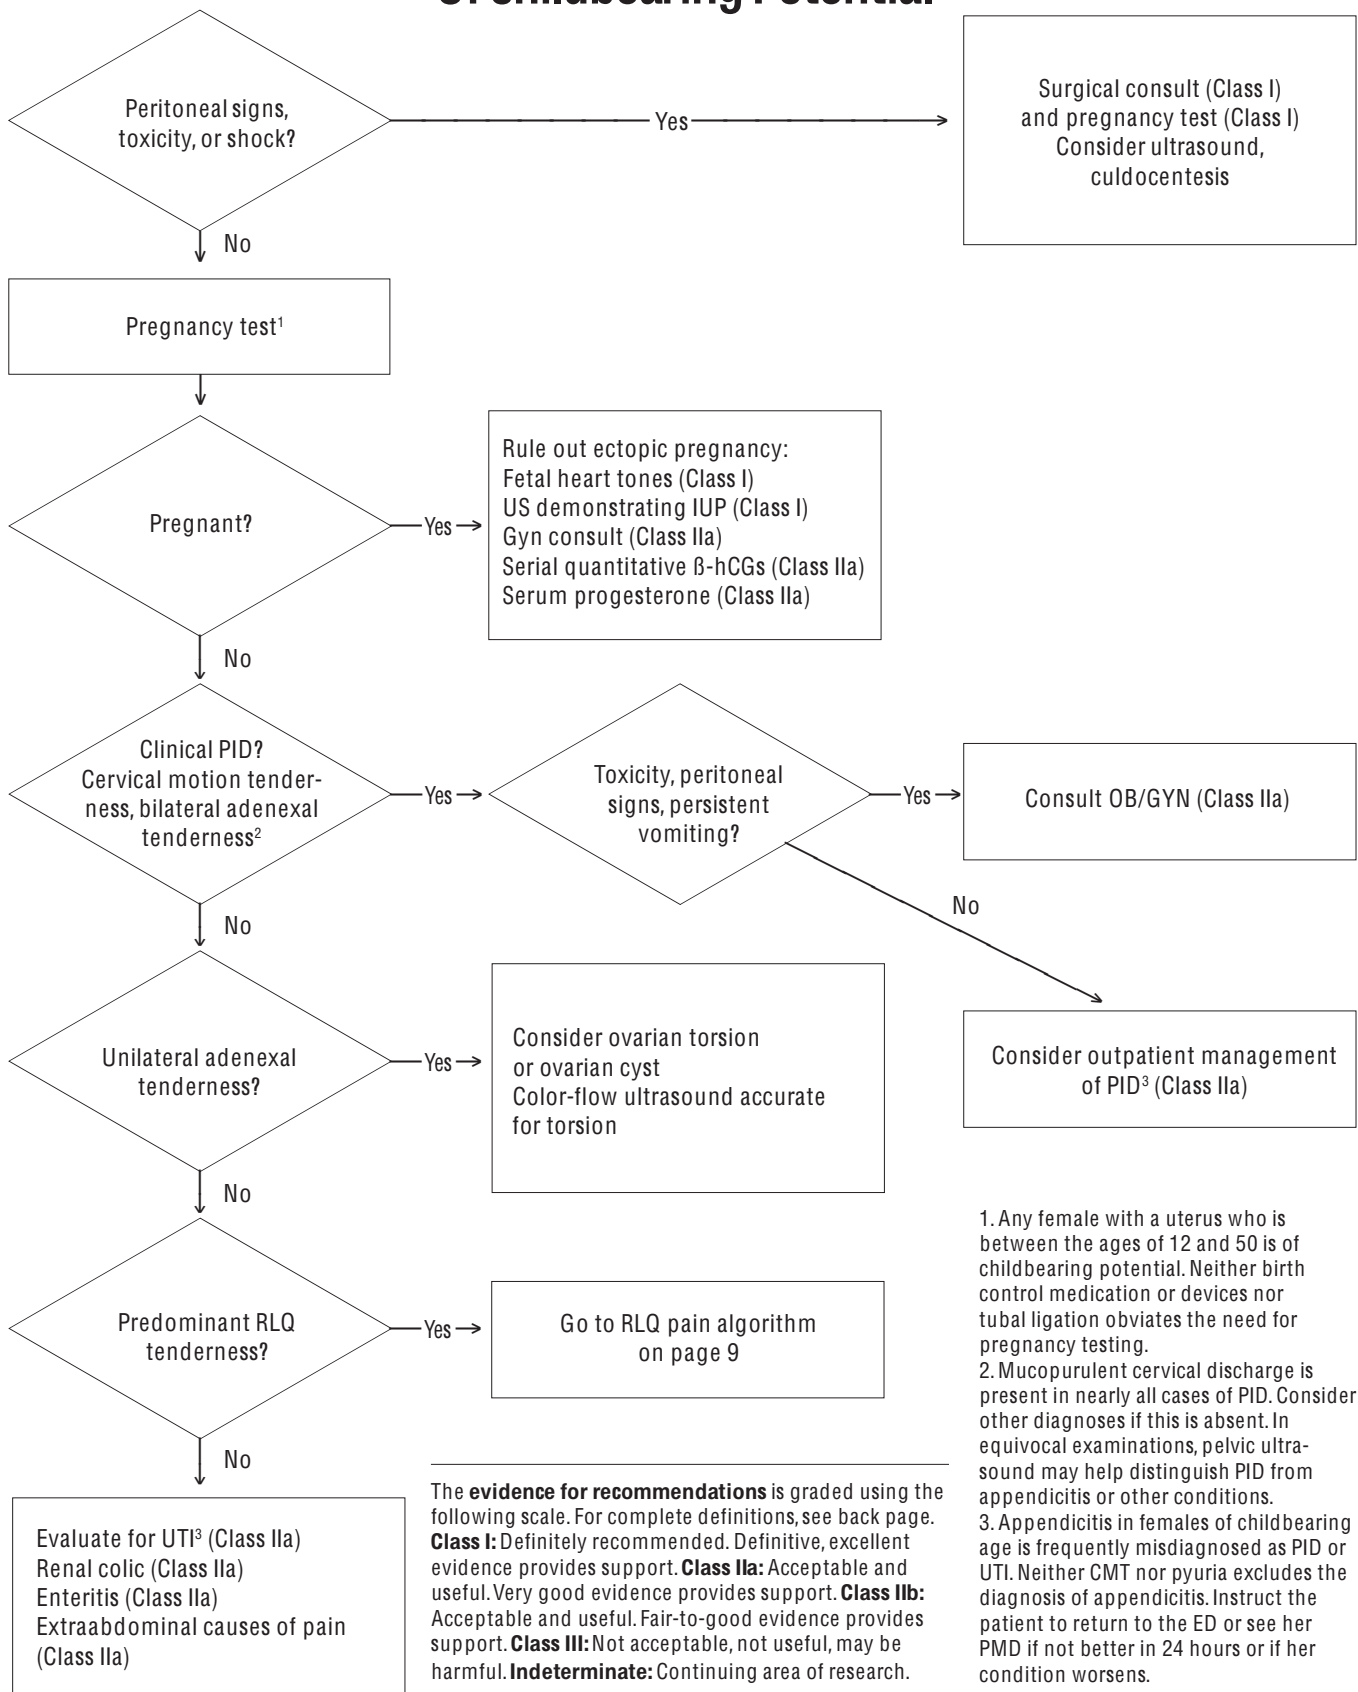 of Childbearing Potential
Peritoneal signs,
toxicity, or shock?
Yes
Surgical consult (Class I)
and pregnancy test (Class I)
Consider ultrasound,
culdocentesis
No
Pregnancy test¹
Pregnant?
Yes
Rule out ectopic pregnancy:
Fetal heart tones (Class I)
US demonstrating IUP (Class I)
Gyn consult (Class IIa)
Serial quantitative ß-hCGs (Class IIa)
Serum progesterone (Class IIa)
No
Clinical PID?
Cervical motion tender-
ness, bilateral adenexal
tenderness²
Yes
Toxicity, peritoneal
signs, persistent
vomiting?
Yes
Consult OB/GYN (Class IIa)
No
Consider outpatient management
of PID³ (Class IIa)
No
Unilateral adenexal
tenderness?
Yes
Consider ovarian torsion
or ovarian cyst
Color-flow ultrasound accurate
for torsion
No
Predominant RLQ
tenderness?
Yes
Go to RLQ pain algorithm
on page 9
No
Evaluate for UTI³ (Class IIa)
Renal colic (Class IIa)
Enteritis (Class IIa)
Extraabdominal causes of pain
(Class IIa)
The evidence for recommendations is graded using the
following scale. For complete definitions, see back page.
Class I: Definitely recommended. Definitive, excellent
evidence provides support. Class IIa: Acceptable and
useful. Very good evidence provides support. Class IIb:
Acceptable and useful. Fair-to-good evidence provides
support. Class III: Not acceptable, not useful, may be
harmful. Indeterminate: Continuing area of research.
1. Any female with a uterus who is
between the ages of 12 and 50 is of
childbearing potential. Neither birth
control medication or devices nor
tubal ligation obviates the need for
pregnancy testing.
2. Mucopurulent cervical discharge is
present in nearly all cases of PID. Consider
other diagnoses if this is absent. In
equivocal examinations, pelvic ultra-
sound may help distinguish PID from
appendicitis or other conditions.
3. Appendicitis in females of childbearing
age is frequently misdiagnosed as PID or
UTI. Neither CMT nor pyuria excludes the
diagnosis of appendicitis. Instruct the
patient to return to the ED or see her
PMD if not better in 24 hours or if her
condition worsens.